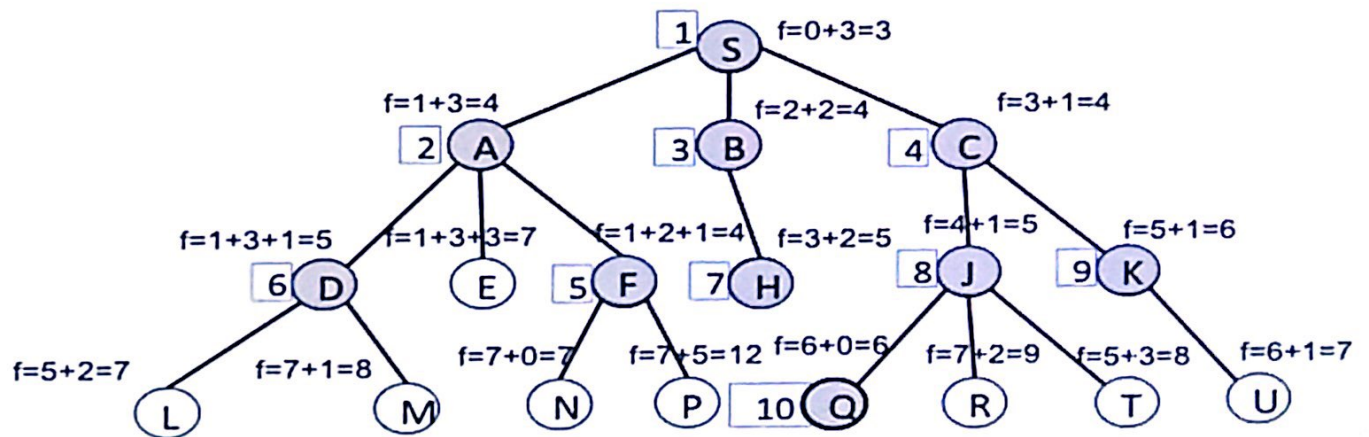 1 S f=0+3=3
f=1+3=4 f=2+2=4 f=3+1=4
2 A 3 B 4 C
f=1+3+1=5 f=1+3+3=7 f=1+2+1=4 f=3+2=5 f=4+1=5 f=5+1=6
6 D E 5 F 7 H 8 J 9 K
f=5+2=7 f=7+1=8 f=7+0=7 f=7+5=12 f=6+0=6 f=7+2=9 f=5+3=8 f=6+1=7
L M N P 10 Q R T U